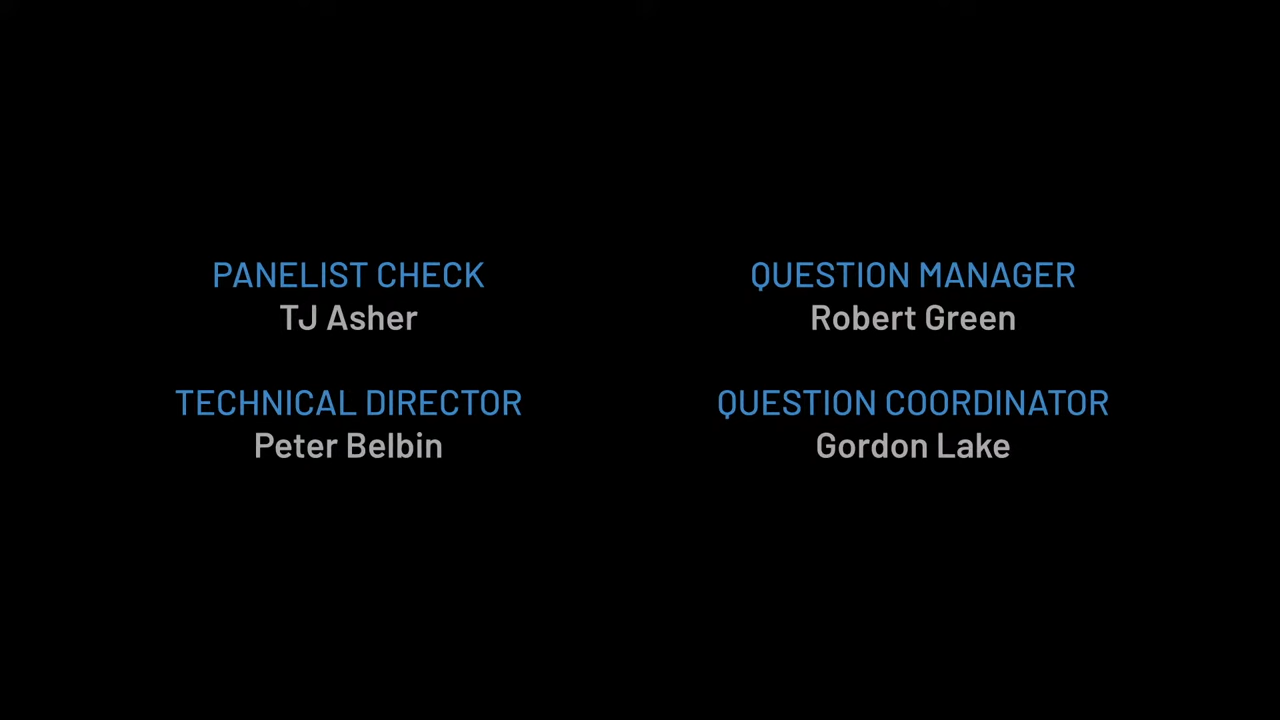 PANELIST CHECK
TJ Asher
TECHNICAL DIRECTOR
Peter Belbin
QUESTION MANAGER
Robert Green
QUESTION COORDINATOR
Gordon Lake